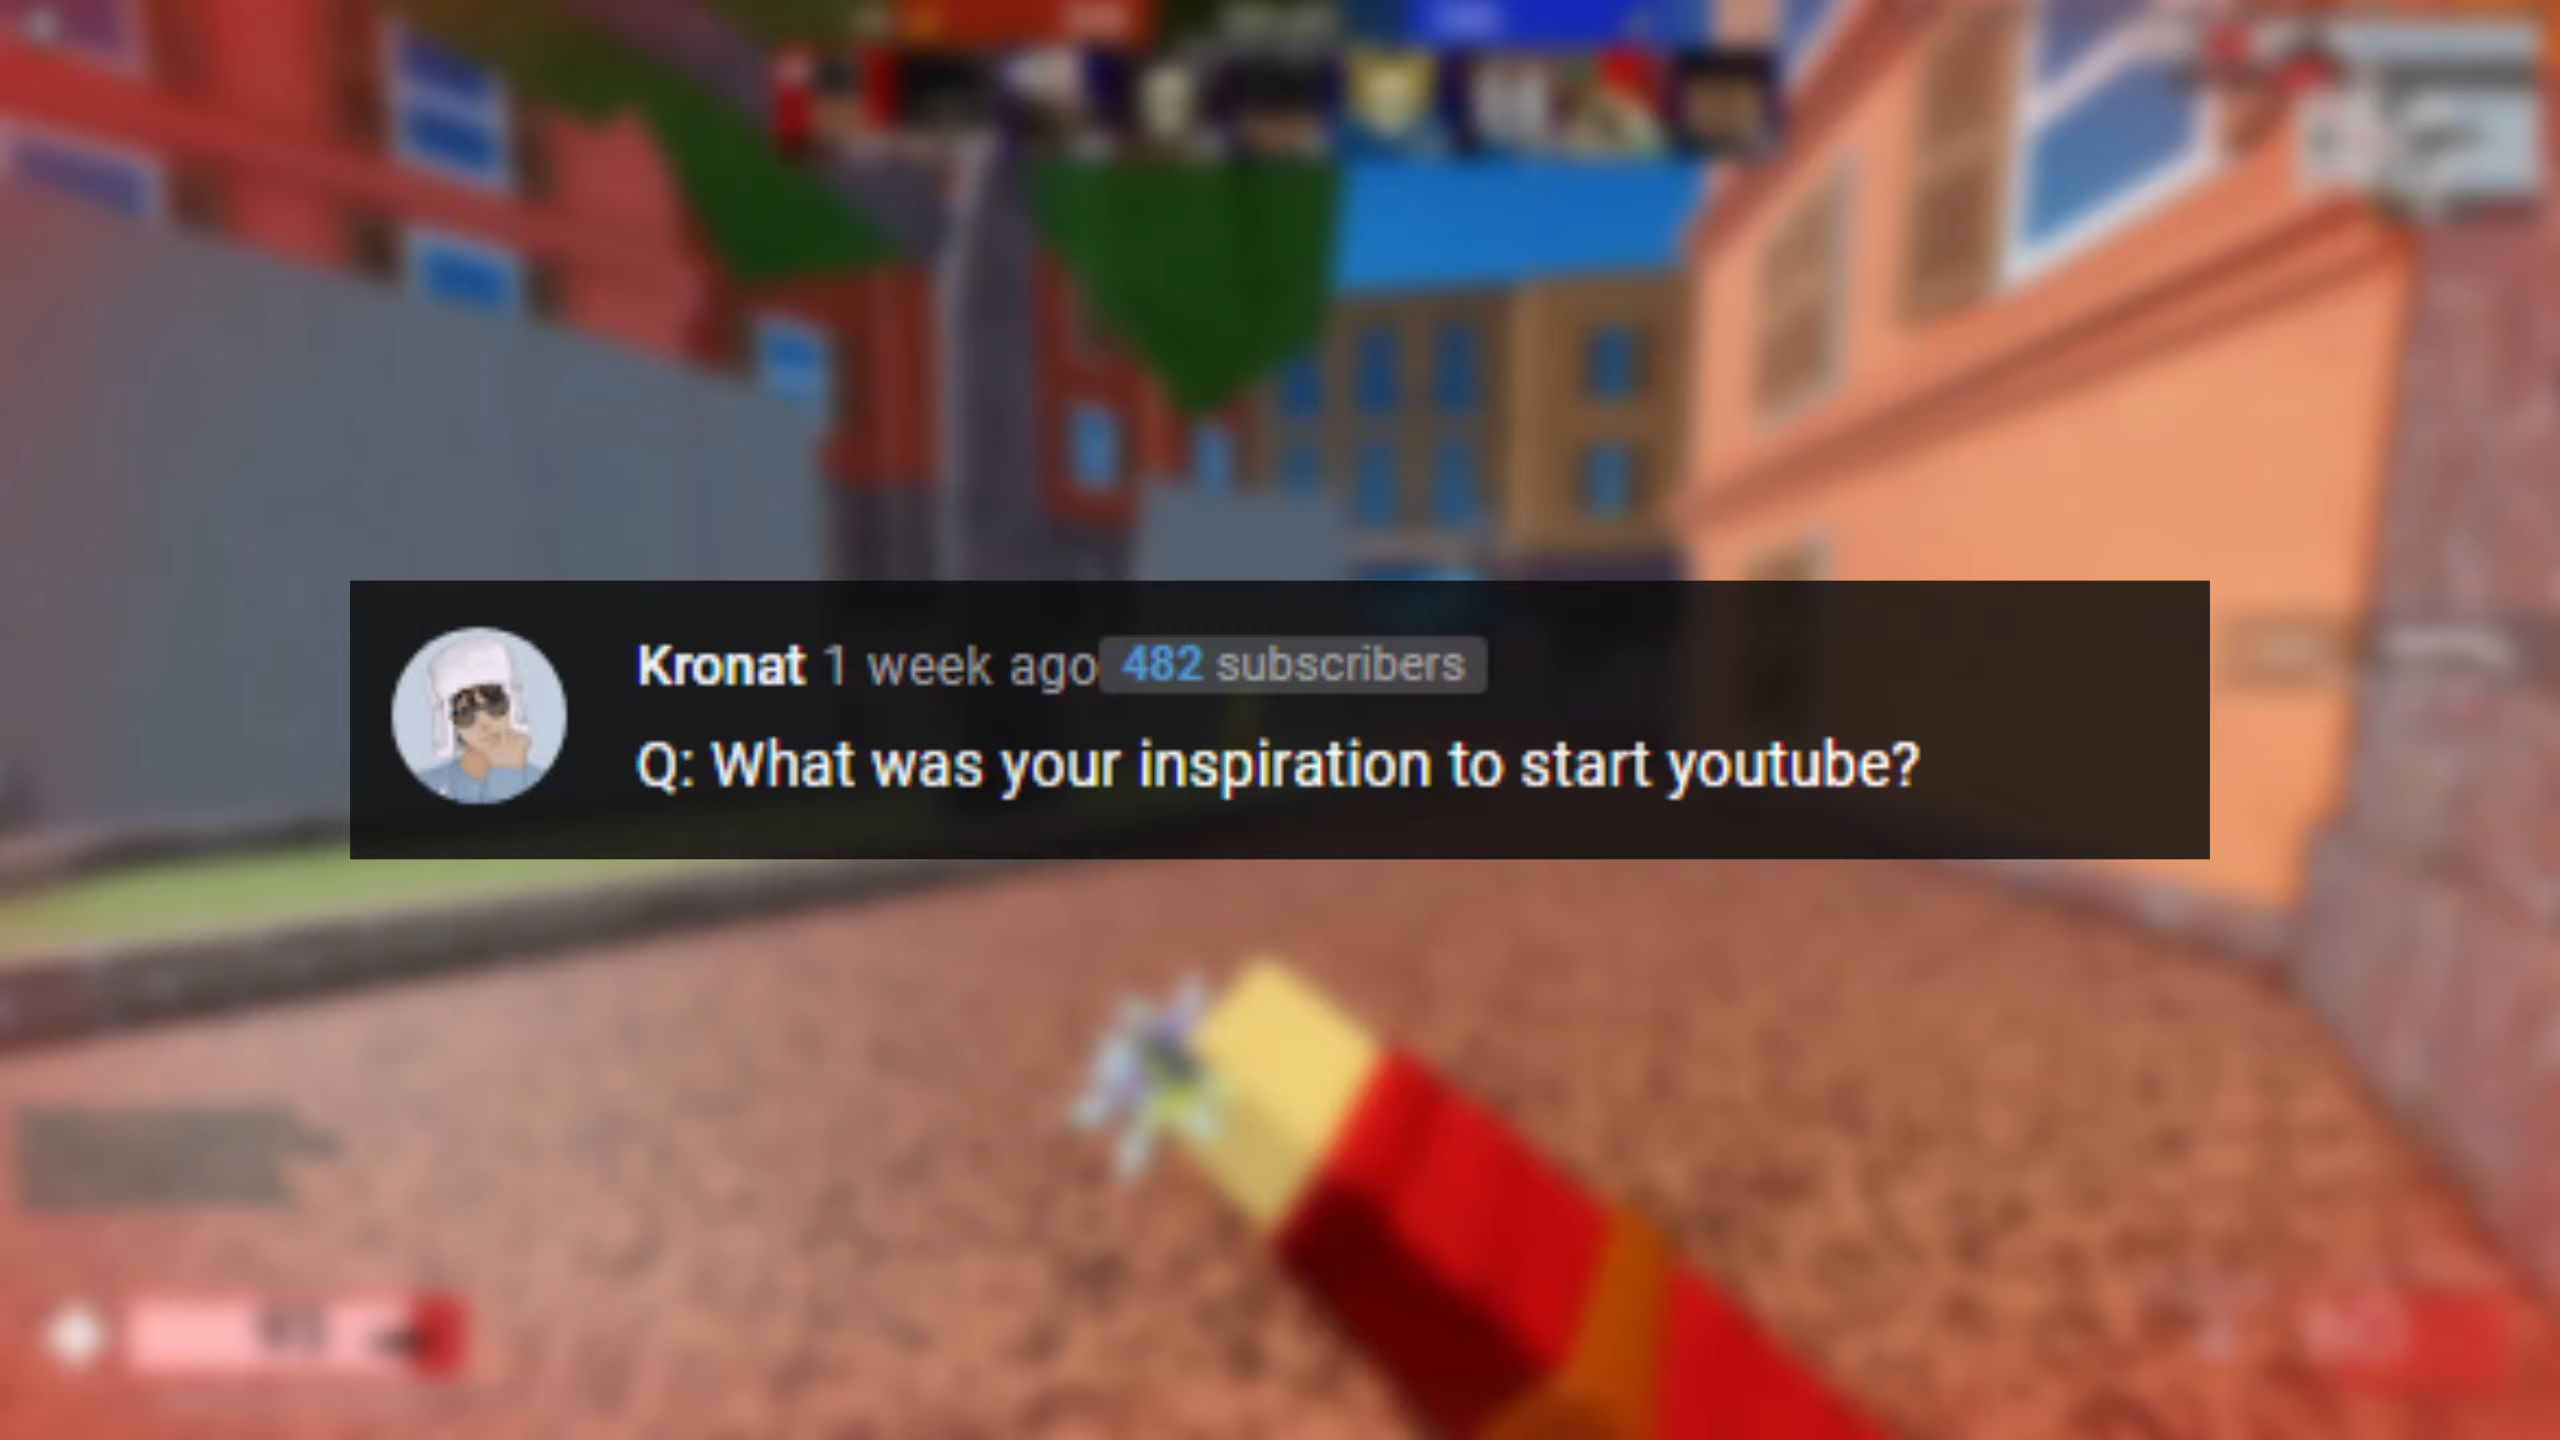 Kronat 1 week ago 482 subscribers
Q: What was your inspiration to start youtube?